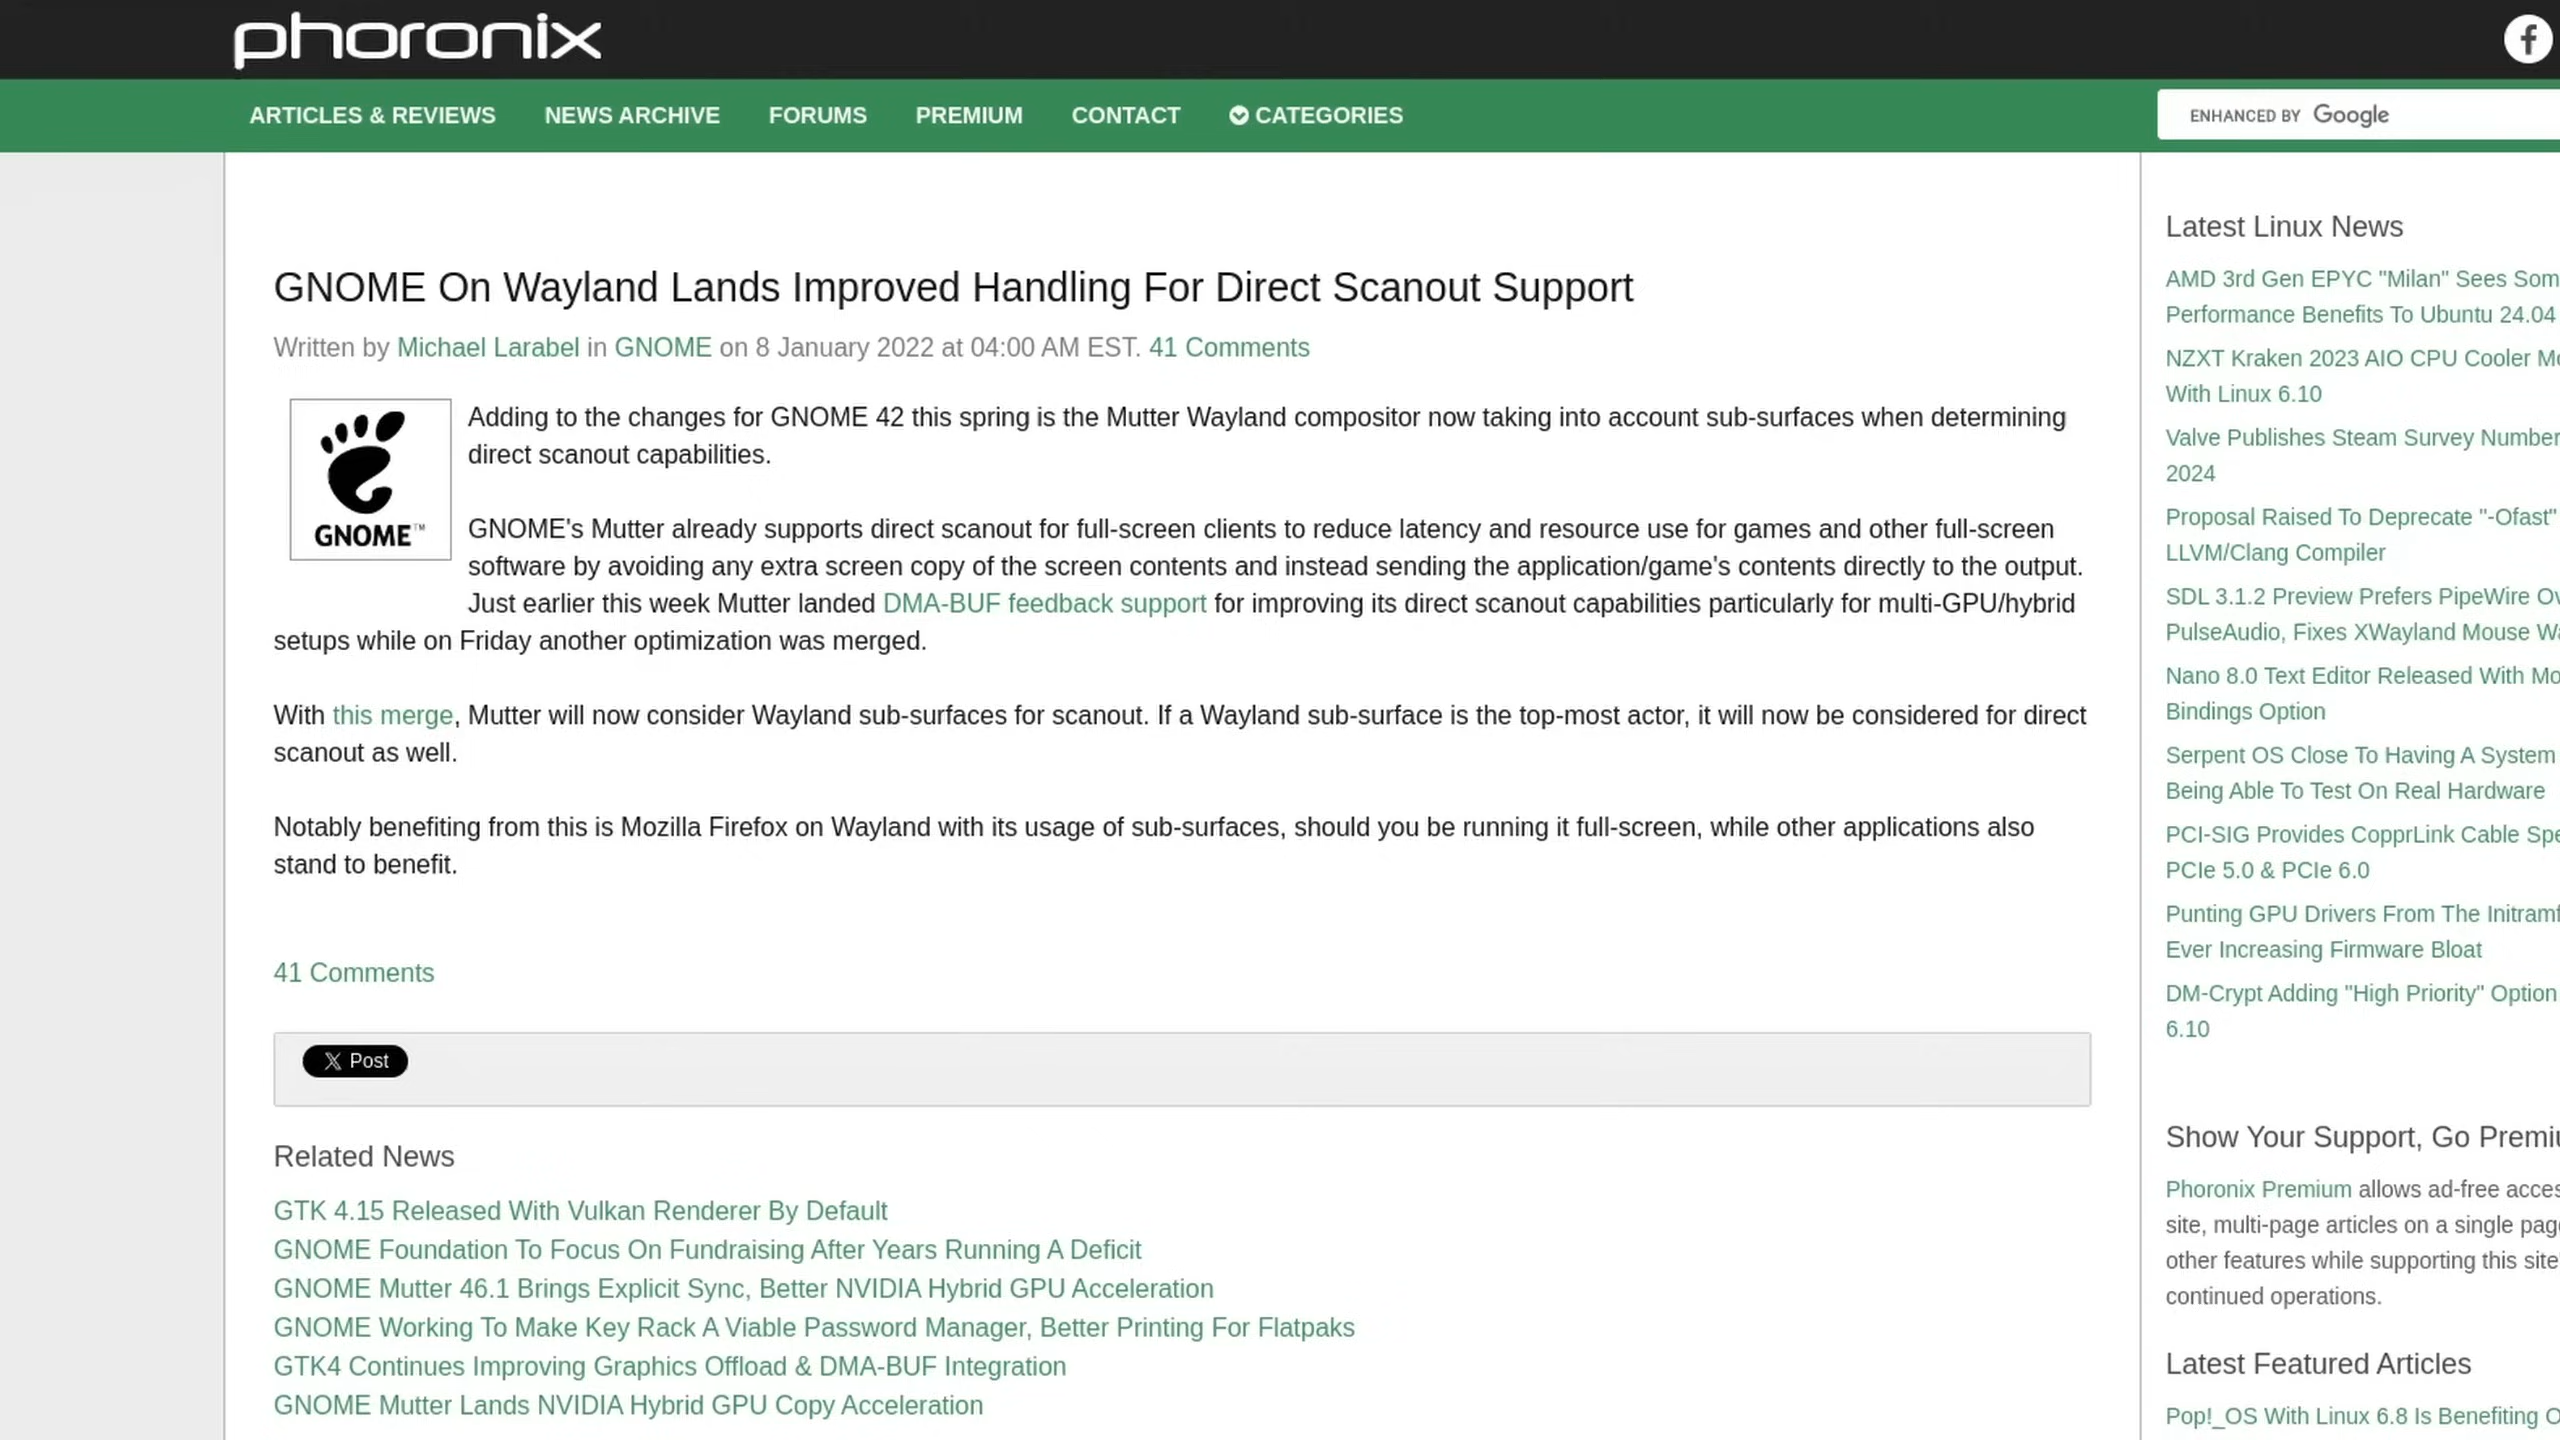 phoronix
ARTICLES & REVIEWS
NEWS ARCHIVE
FORUMS
PREMIUM
CONTACT
CATEGORIES
ENHANCED BY Google
GNOME On Wayland Lands Improved Handling For Direct Scanout Support
Written by Michael Larabel in GNOME on 8 January 2022 at 04:00 AM EST. 41 Comments
GNOME™
Adding to the changes for GNOME 42 this spring is the Mutter Wayland compositor now taking into account sub-surfaces when determining
direct scanout capabilities.
GNOME's Mutter already supports direct scanout for full-screen clients to reduce latency and resource use for games and other full-screen
software by avoiding any extra screen copy of the screen contents and instead sending the application/game's contents directly to the output.
Just earlier this week Mutter landed DMA-BUF feedback support for improving its direct scanout capabilities particularly for multi-GPU/hybrid
setups while on Friday another optimization was merged.
With this merge, Mutter will now consider Wayland sub-surfaces for scanout. If a Wayland sub-surface is the top-most actor, it will now be considered for direct
scanout as well.
Notably benefiting from this is Mozilla Firefox on Wayland with its usage of sub-surfaces, should you be running it full-screen, while other applications also
stand to benefit.
41 Comments
Post
Related News
GTK 4.15 Released With Vulkan Renderer By Default
GNOME Foundation To Focus On Fundraising After Years Running A Deficit
GNOME Mutter 46.1 Brings Explicit Sync, Better NVIDIA Hybrid GPU Acceleration
GNOME Working To Make Key Rack A Viable Password Manager, Better Printing For Flatpaks
GTK4 Continues Improving Graphics Offload & DMA-BUF Integration
GNOME Mutter Lands NVIDIA Hybrid GPU Copy Acceleration
Latest Linux News
AMD 3rd Gen EPYC "Milan" Sees Som
Performance Benefits To Ubuntu 24.04
NZXT Kraken 2023 AIO CPU Cooler Mo
With Linux 6.10
Valve Publishes Steam Survey Number
2024
Proposal Raised To Deprecate "-Ofast"
LLVM/Clang Compiler
SDL 3.1.2 Preview Prefers PipeWire Ov
PulseAudio, Fixes XWayland Mouse Wa
Nano 8.0 Text Editor Released With Mo
Bindings Option
Serpent OS Close To Having A System
Being Able To Test On Real Hardware
PCI-SIG Provides CopprLink Cable Spe
PCIe 5.0 & PCIe 6.0
Punting GPU Drivers From The Initramf
Ever Increasing Firmware Bloat
DM-Crypt Adding "High Priority" Option
6.10
Show Your Support, Go Premiu
Phoronix Premium allows ad-free acces
site, multi-page articles on a single pag
other features while supporting this site'
continued operations.
Latest Featured Articles
Pop!_OS With Linux 6.8 Is Benefiting O